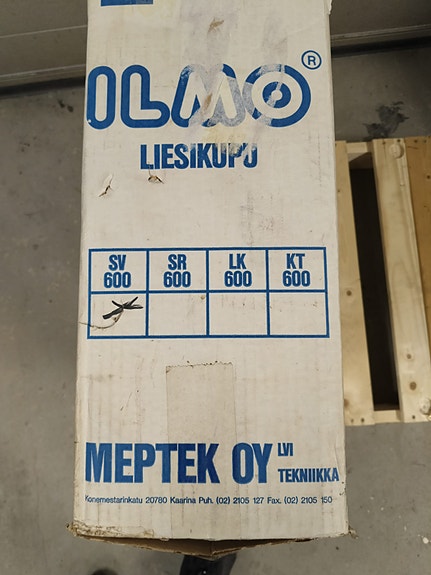 ILMO®
LIESIKUPU
SV 600 SR 600 LK 600 KT 600
MEPTEK OY LVI TEKNIIKKA
Konemestarinkatu 20780 Kaarina Puh. (02) 2105 127 Fax. (02) 2105 150